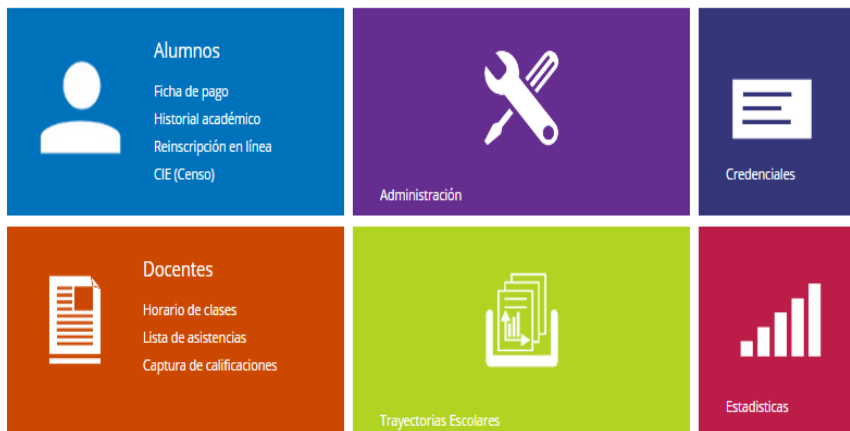 Alumnos
Ficha de pago
Historial académico
Reinscripción en línea
CIE (Censo)
Administración
Credenciales
Docentes
Horario de clases
Lista de asistencias
Captura de calificaciones
Trayectorias Escolares
Estadisticas